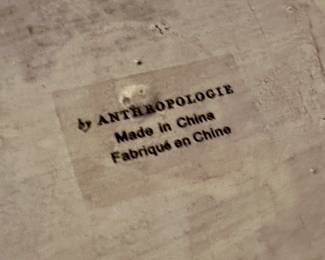 by ANTHROPOLOGIE
Made in China
Fabriqué en Chine